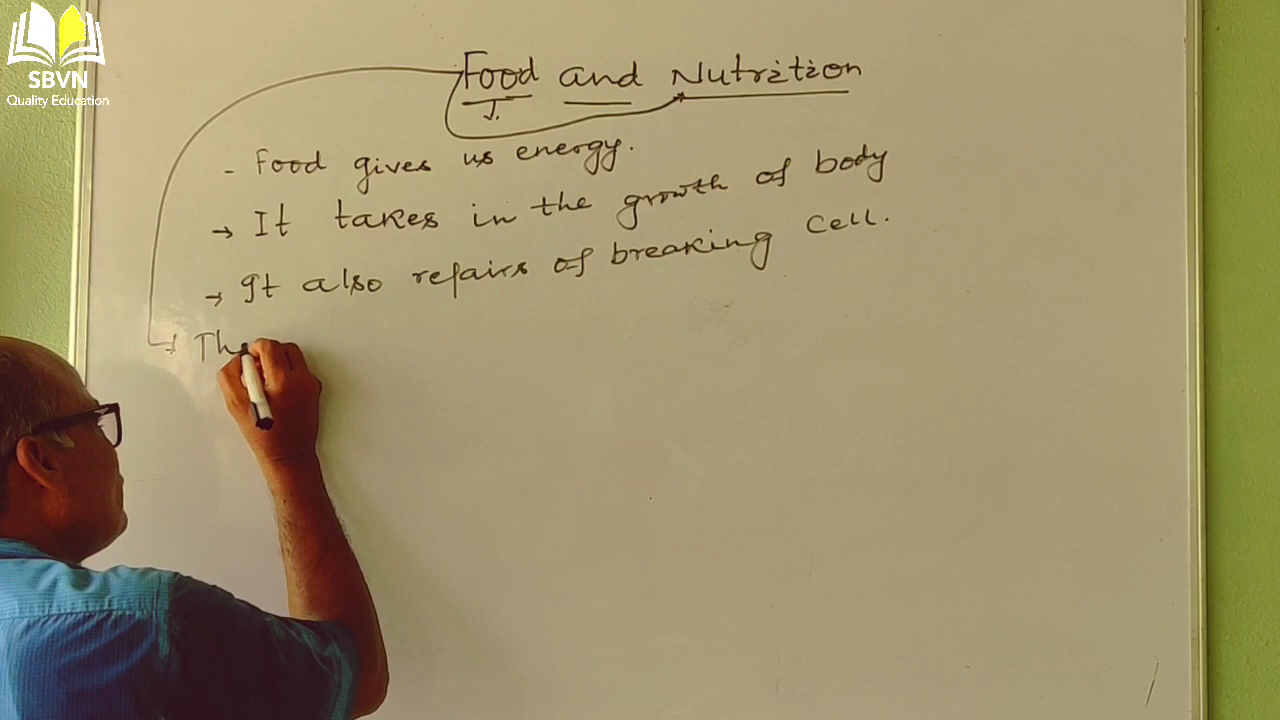 SBVN
Quality Education
Food and Nutrition
- Food gives us energy.
→ It takes in the growth of body
→ It also repairs of breaking cell.
→ Th